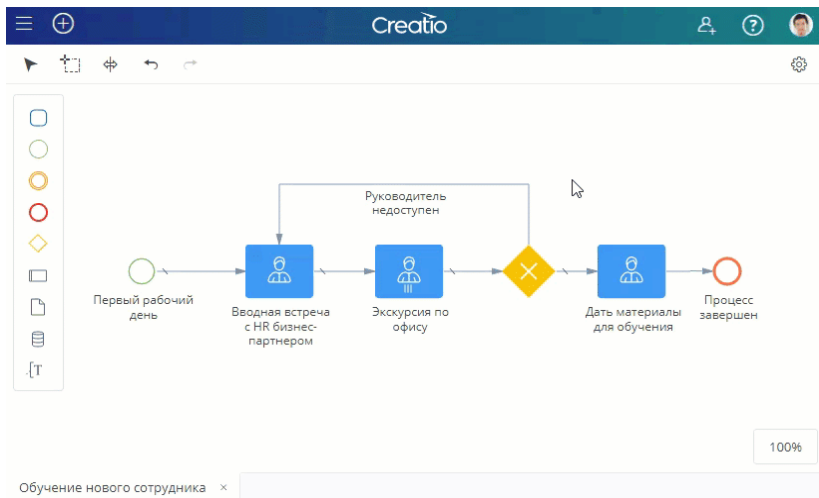 Creatio
Руководитель
недоступен
Первый рабочий
день
Вводная встреча
с HR бизнес-
партнером
Экскурсия по
офису
Дать материалы
для обучения
Процесс
завершен
T
100%
Обучение нового сотрудника ×